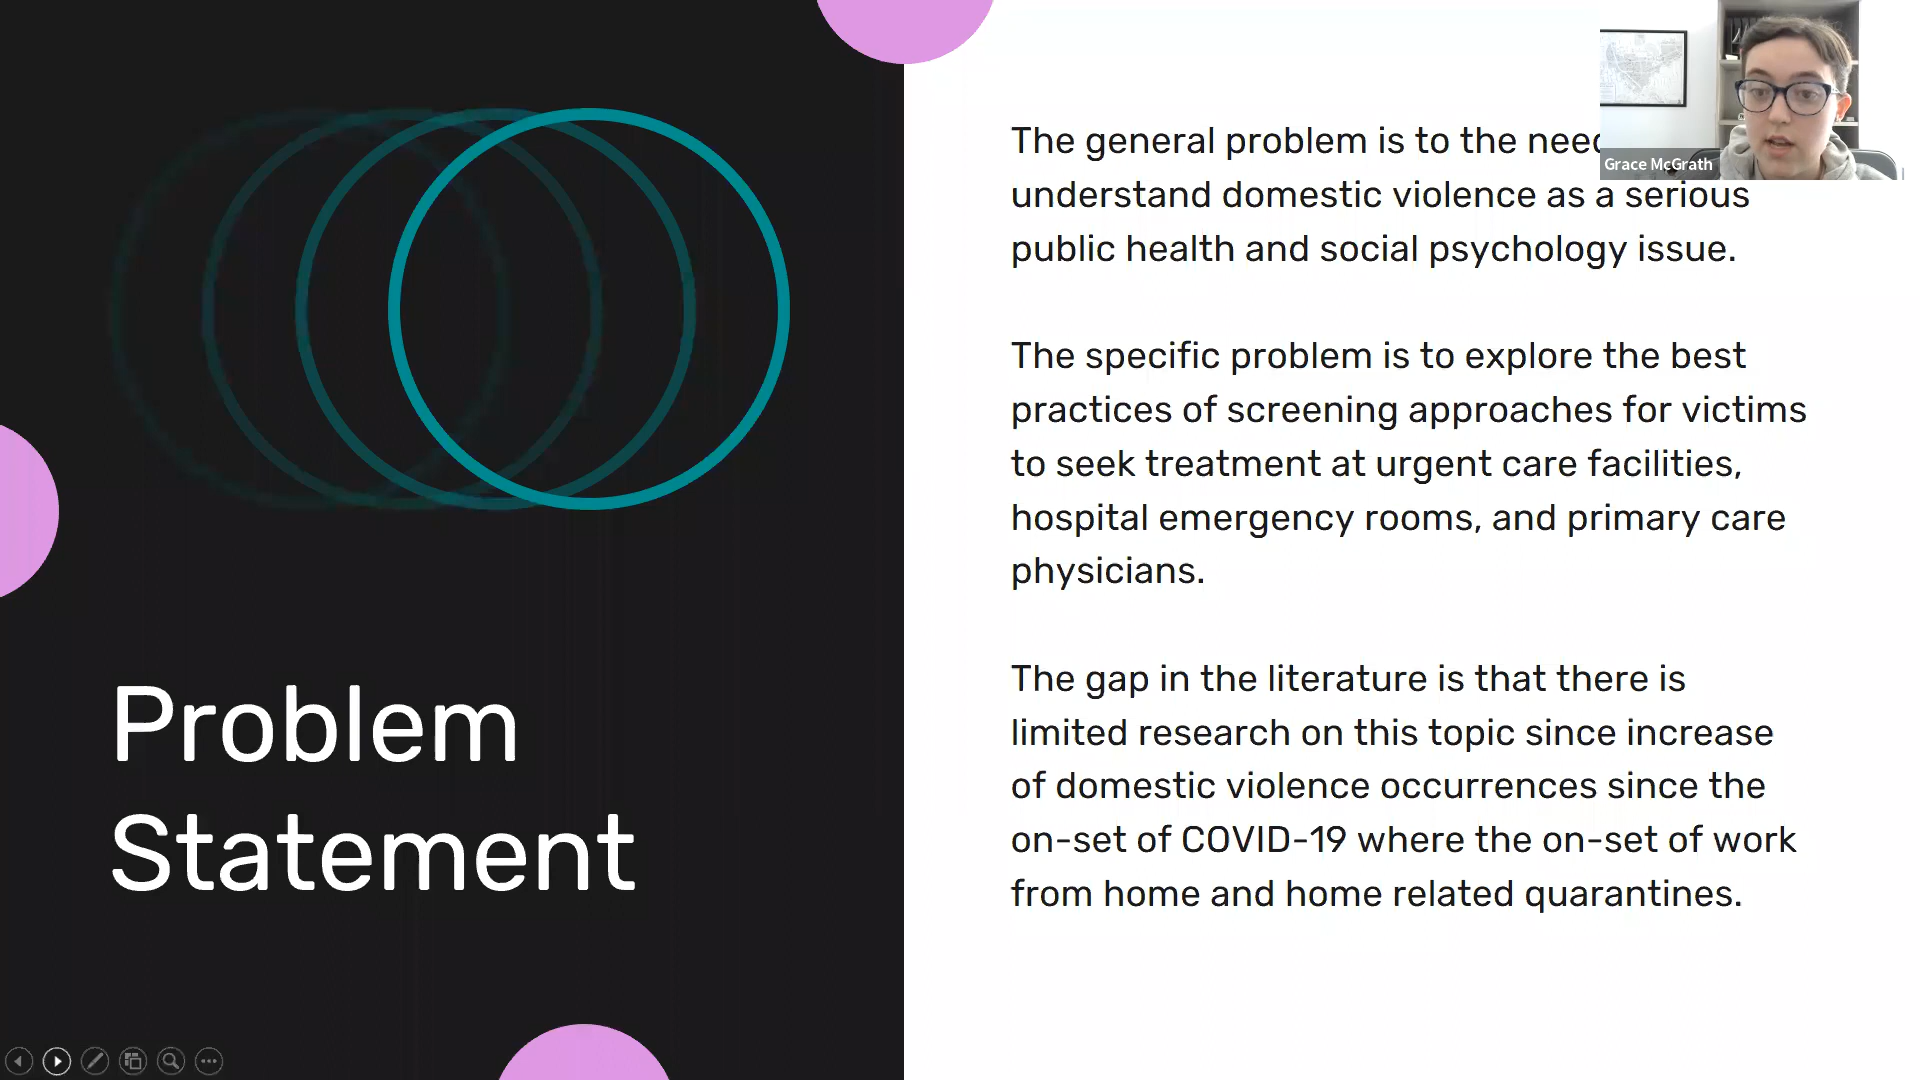 Problem
Statement
The general problem is to the
understand domestic violence as a serious
public health and social psychology issue.
The specific problem is to explore the best
practices of screening approaches for victims
to seek treatment at urgent care facilities,
hospital emergency rooms, and primary care
physicians.
The gap in the literature is that there is
limited research on this topic since increase
of domestic violence occurrences since the
on-set of COVID-19 where the on-set of work
from home and home related quarantines.
Grace McGrath